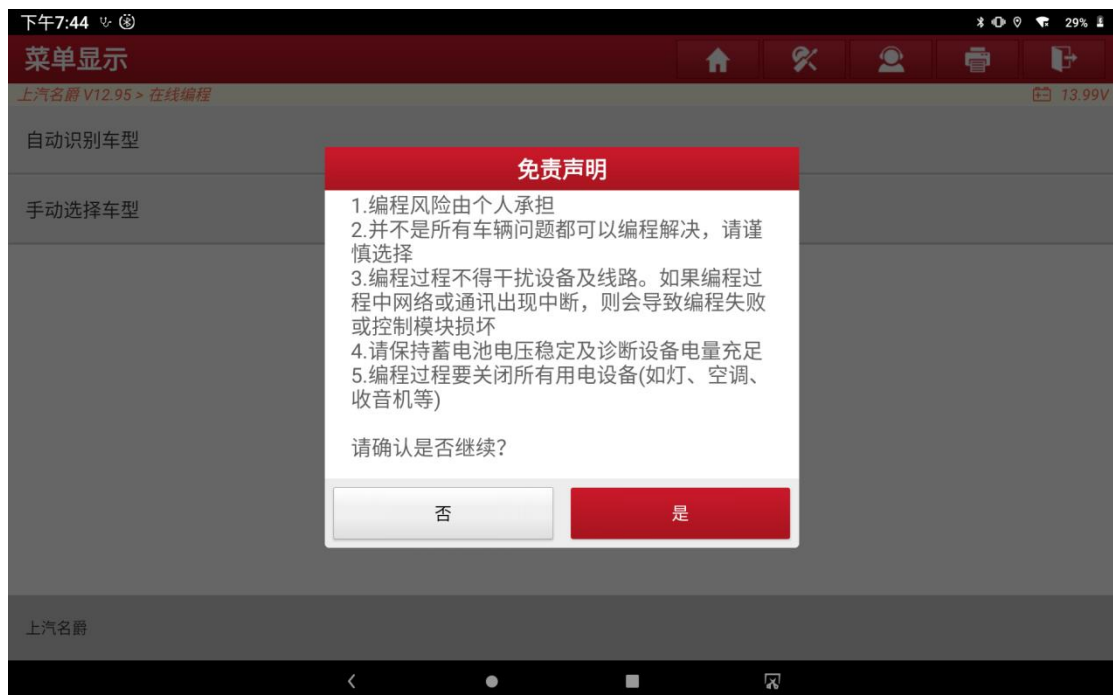 下午7:44
29%
菜单显示
上汽名爵 V12.95 > 在线编程
13.99V
自动识别车型
手动选择车型
免责声明
1.编程风险由个人承担
2.并不是所有车辆问题都可以编程解决，请谨
慎选择
3.编程过程不得干扰设备及线路。如果编程过
程中网络或通讯出现中断，则会导致编程失败
或控制模块损坏
4.请保持蓄电池电压稳定及诊断设备电量充足
5.编程过程要关闭所有用电设备(如灯、空调、
收音机等)
请确认是否继续?
否
是
上汽名爵